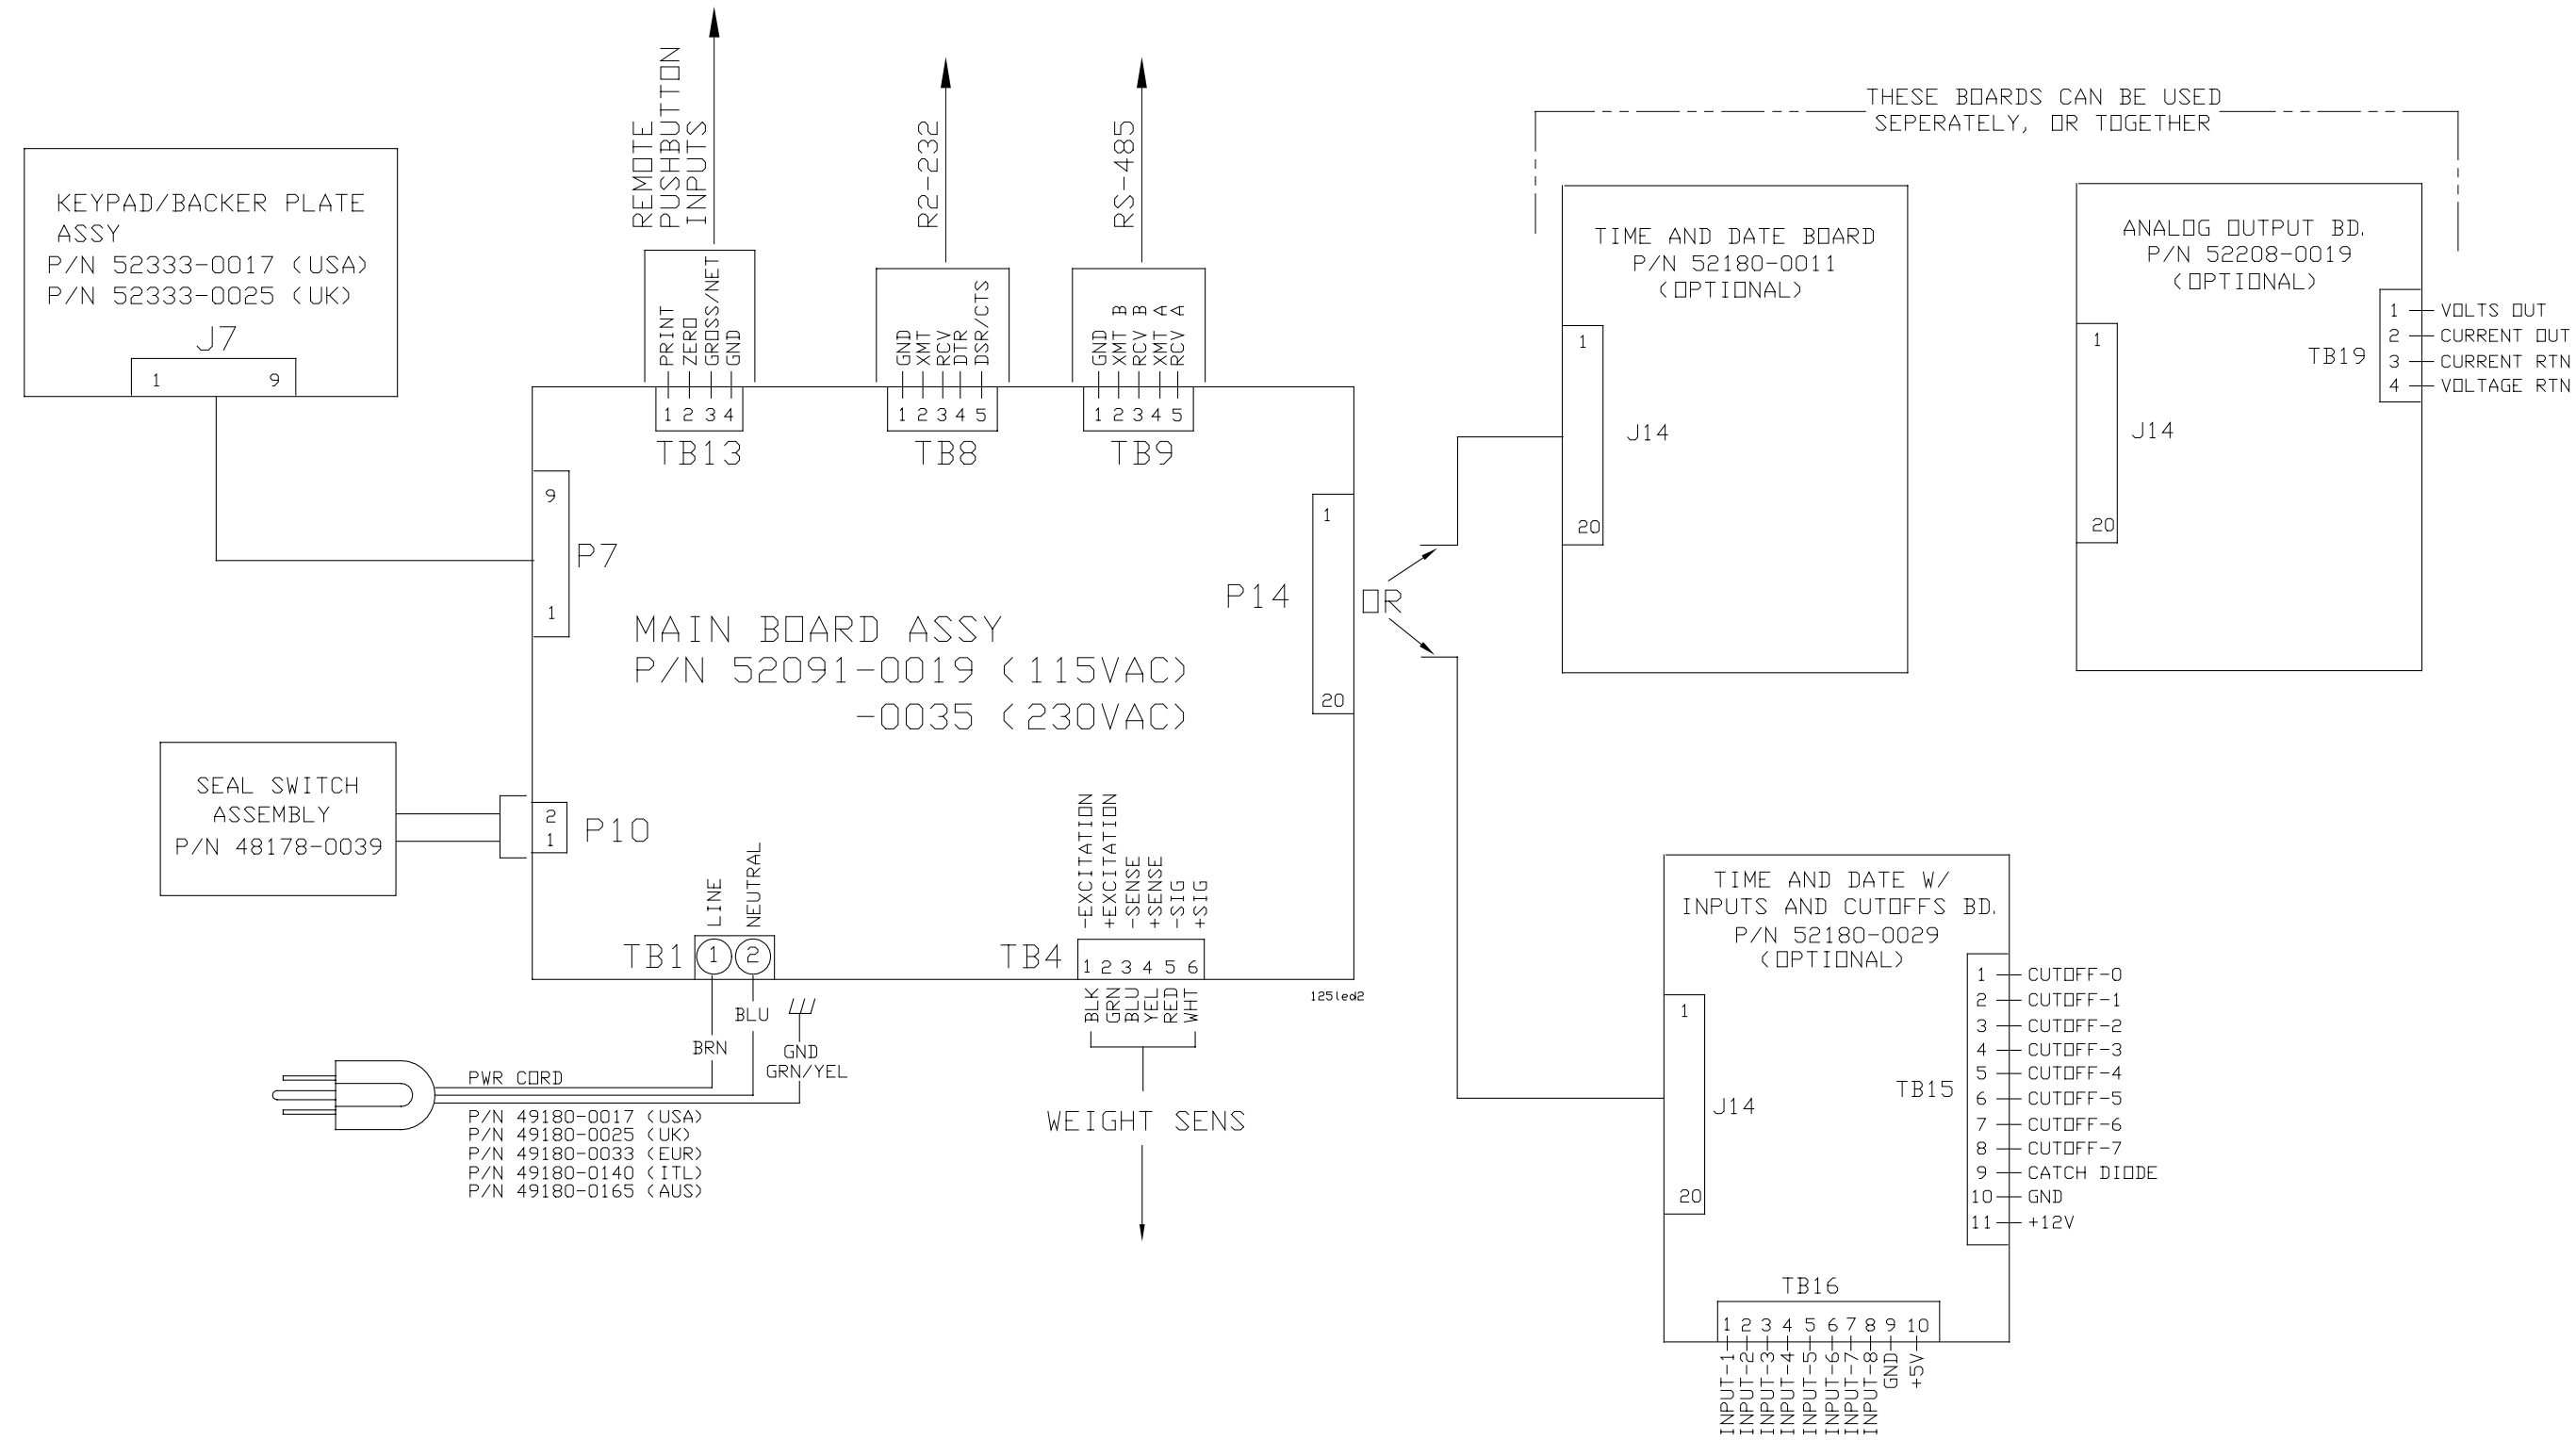 KEYPAD/BACKER PLATE
ASSY
P/N 52333-0017 (USA)
P/N 52333-0025 (UK)
J7
1 9
REMOTE
PUSHBUTTON
INPUTS
PRINT
ZERO
GROSS/NET
GND
1 2 3 4
TB13
R2-232
GND
XMT
RCV
DTR
DSR/CTS
1 2 3 4 5
TB8
RS-485
GND
XMT B
RCV B
XMT A
RCV A
1 2 3 4 5
TB9
9
1
P7
MAIN BOARD ASSY
P/N 52091-0019 (115VAC)
-0035 (230VAC)
P14
1
20
OR
SEAL SWITCH
ASSEMBLY
P/N 48178-0039
2
1
P10
LINE
NEUTRAL
TB1
1 2
BRN
BLU
GND
GRN/YEL
PWR CORD
P/N 49180-0017 (USA)
P/N 49180-0025 (UK)
P/N 49180-0033 (EUR)
P/N 49180-0140 (ITL)
P/N 49180-0165 (AUS)
-EXCITATION
+EXCITATION
-SENSE
+SENSE
-SIG
+SIG
TB4
1 2 3 4 5 6
BLK
GRN
BLU
YEL
RED
WHT
WEIGHT SENS
125led2
THESE BOARDS CAN BE USED
SEPERATELY, OR TOGETHER
TIME AND DATE BOARD
P/N 52180-0011
(OPTIONAL)
1
J14
20
ANALOG OUTPUT BD.
P/N 52208-0019
(OPTIONAL)
1
J14
20
TB19
1 VOLTS OUT
2 CURRENT OUT
3 CURRENT RTN
4 VOLTAGE RTN
TIME AND DATE W/
INPUTS AND CUTOFFS BD.
P/N 52180-0029
(OPTIONAL)
1
J14
20
TB15
1 CUTOFF-0
2 CUTOFF-1
3 CUTOFF-2
4 CUTOFF-3
5 CUTOFF-4
6 CUTOFF-5
7 CUTOFF-6
8 CUTOFF-7
9 CATCH DIODE
10 GND
11 +12V
TB16
1 2 3 4 5 6 7 8 9 10
INPUT-1
INPUT-2
INPUT-3
INPUT-4
INPUT-5
INPUT-6
INPUT-7
INPUT-8
GND
+5V